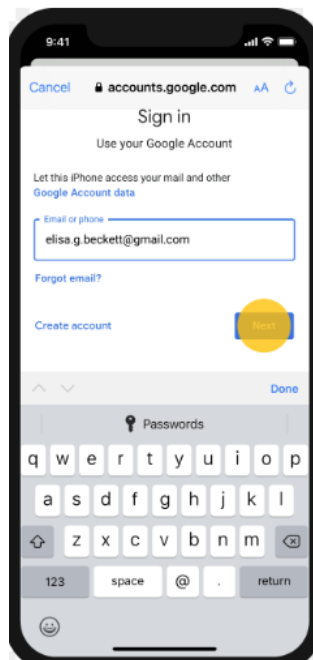 9:41
Cancel accounts.google.com AA
Sign in
Use your Google Account
Let this iPhone access your mail and other
Google Account data
Email or phone
elisa.g.beckett@gmail.com
Forgot email?
Create account Next
Done
Passwords
q w e r t y u i o p
a s d f g h j k l
z x c v b n m
123 space @ . return